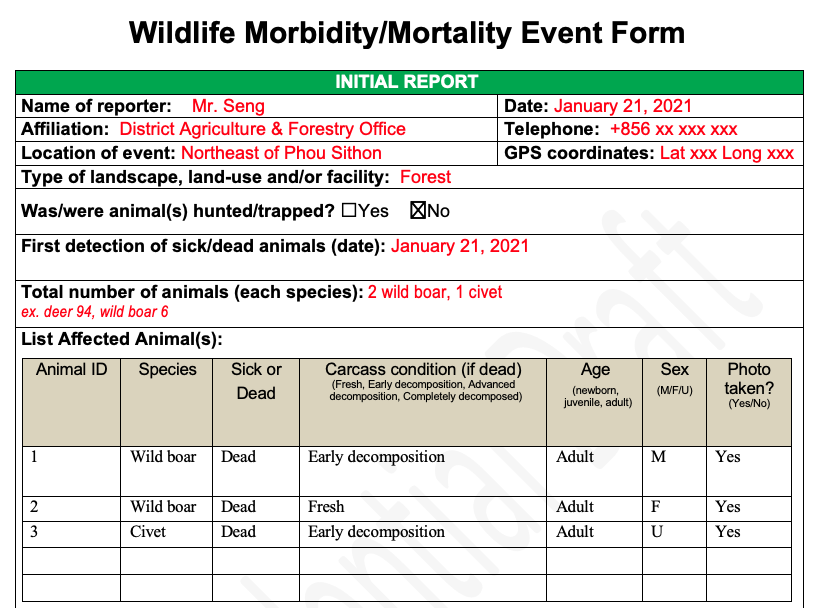 Wildlife Morbidity/Mortality Event Form
INITIAL REPORT
Name of reporter: Mr. Seng Date: January 21, 2021
Affiliation: District Agriculture & Forestry Office Telephone: +856 xx xxx xxx
Location of event: Northeast of Phou Sithon GPS coordinates: Lat xxx Long xxx
Type of landscape, land-use and/or facility: Forest
Was/were animal(s) hunted/trapped? ☐Yes ☒No
First detection of sick/dead animals (date): January 21, 2021
Total number of animals (each species): 2 wild boar, 1 civet
ex. deer 94, wild boar 6
List Affected Animal(s):
Animal ID Species Sick or Dead Carcass condition (if dead) (Fresh, Early decomposition, Advanced decomposition, Completely decomposed) Age (newborn, juvenile, adult) Sex (M/F/U) Photo taken? (Yes/No)
1 Wild boar Dead Early decomposition Adult M Yes
2 Wild boar Dead Fresh Adult F Yes
3 Civet Dead Early decomposition Adult U Yes
Draft